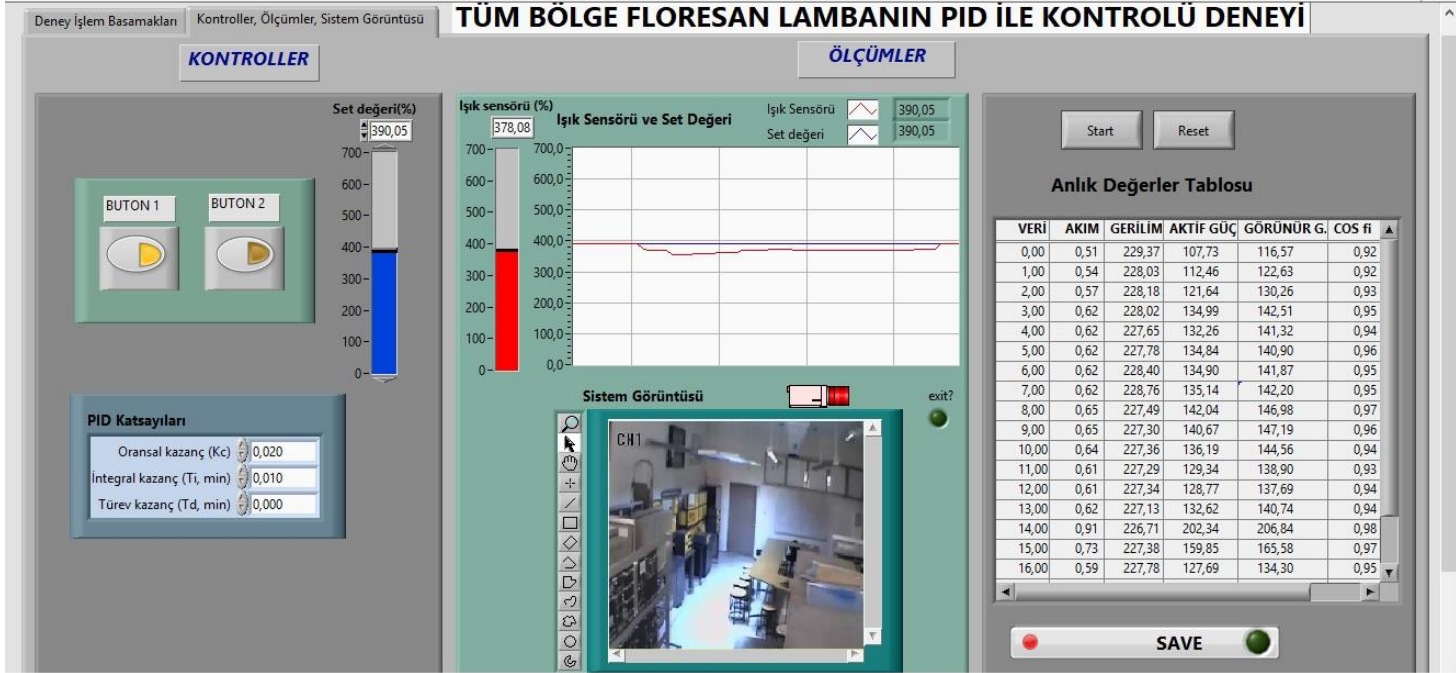 Deney İşlem Basamakları
Kontroller, Ölçümler, Sistem Görüntüsü
TÜM BÖLGE FLORESAN LAMBANIN PID İLE KONTROLÜ DENEYİ
KONTROLLER
ÖLÇÜMLER
Set değeri(%)
390,05
700
600
500
400
300
200
100
0
BUTON 1
BUTON 2
PID Katsayıları
Oransal kazanç (Kc) 0,020
İntegral kazanç (Ti, min) 0,010
Türev kazanç (Td, min) 0,000
Işık sensörü (%)
378,08
700
600
500
400
300
200
100
0
Işık Sensörü ve Set Değeri
Işık Sensörü 390,05
Set değeri 390,05
700,0
600,0
500,0
400,0
300,0
200,0
100,0
0,0
Sistem Görüntüsü
exit?
CH1
Start
Reset
Anlık Değerler Tablosu
VERİ AKIM GERİLİM AKTİF GÜÇ GÖRÜNÜR G. COS fi
0,00 0,51 229,37 107,73 116,57 0,92
1,00 0,54 228,03 112,46 122,63 0,92
2,00 0,57 228,18 121,64 130,26 0,93
3,00 0,62 228,02 134,99 142,51 0,95
4,00 0,62 227,65 132,26 141,32 0,94
5,00 0,62 227,78 134,84 140,90 0,96
6,00 0,62 228,40 134,90 141,87 0,95
7,00 0,62 228,76 135,14 142,20 0,95
8,00 0,65 227,49 142,04 146,98 0,97
9,00 0,65 227,30 140,67 147,19 0,96
10,00 0,64 227,36 136,19 144,56 0,94
11,00 0,61 227,29 129,34 138,90 0,93
12,00 0,61 227,34 128,77 137,69 0,94
13,00 0,62 227,13 132,62 140,74 0,94
14,00 0,91 226,71 202,34 206,84 0,98
15,00 0,73 227,38 159,85 165,58 0,97
16,00 0,59 227,78 127,69 134,30 0,95
SAVE